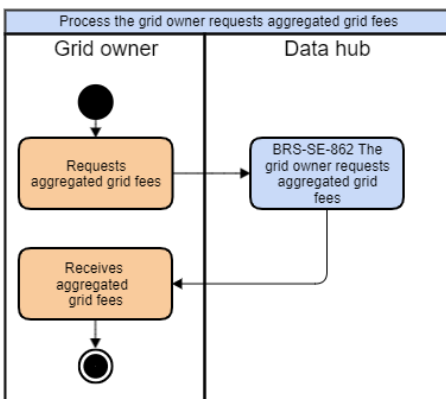 Process the grid owner requests aggregated grid fees
Grid owner
Data hub
Requests
aggregated grid fees
BRS-SE-862 The
grid owner requests
aggregated grid
fees
Receives
aggregated
grid fees